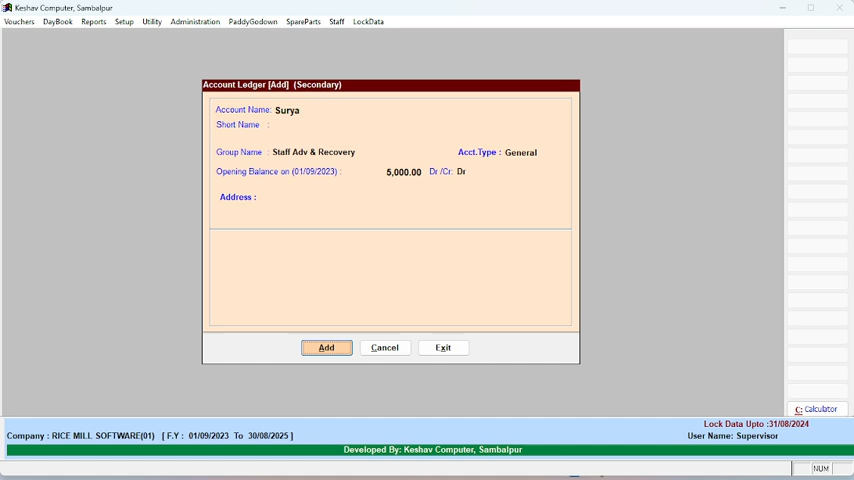 Keshav Computer, Sambalpur
Vouchers DayBook Reports Setup Utility Administration PaddyGodown SpareParts Staff LockData
Account Ledger [Add] (Secondary)
Account Name: Surya
Short Name :
Group Name : Staff Adv & Recovery Acct.Type : General
Opening Balance on (01/09/2023) : 5,000.00 Dr /Cr: Dr
Address :
Add Cancel Exit
C: Calculator
Lock Data Upto :31/08/2024
Company : RICE MILL SOFTWARE(01) [ F.Y : 01/09/2023 To 30/08/2025 ] User Name: Supervisor
Developed By: Keshav Computer, Sambalpur
NUM